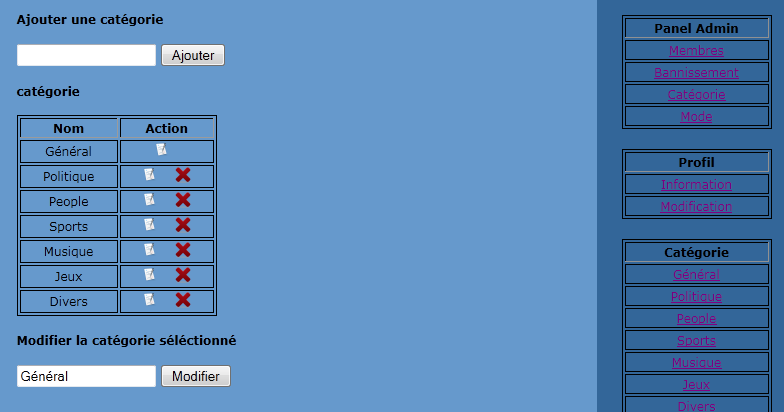 Ajouter une catégorie
Ajouter
catégorie
Nom Action
Général
Politique
People
Sports
Musique
Jeux
Divers
Modifier la catégorie séléctionné
Général Modifier
Panel Admin
Membres
Bannissement
Catégorie
Mode
Profil
Information
Modification
Catégorie
Général
Politique
People
Sports
Musique
Jeux
Divers